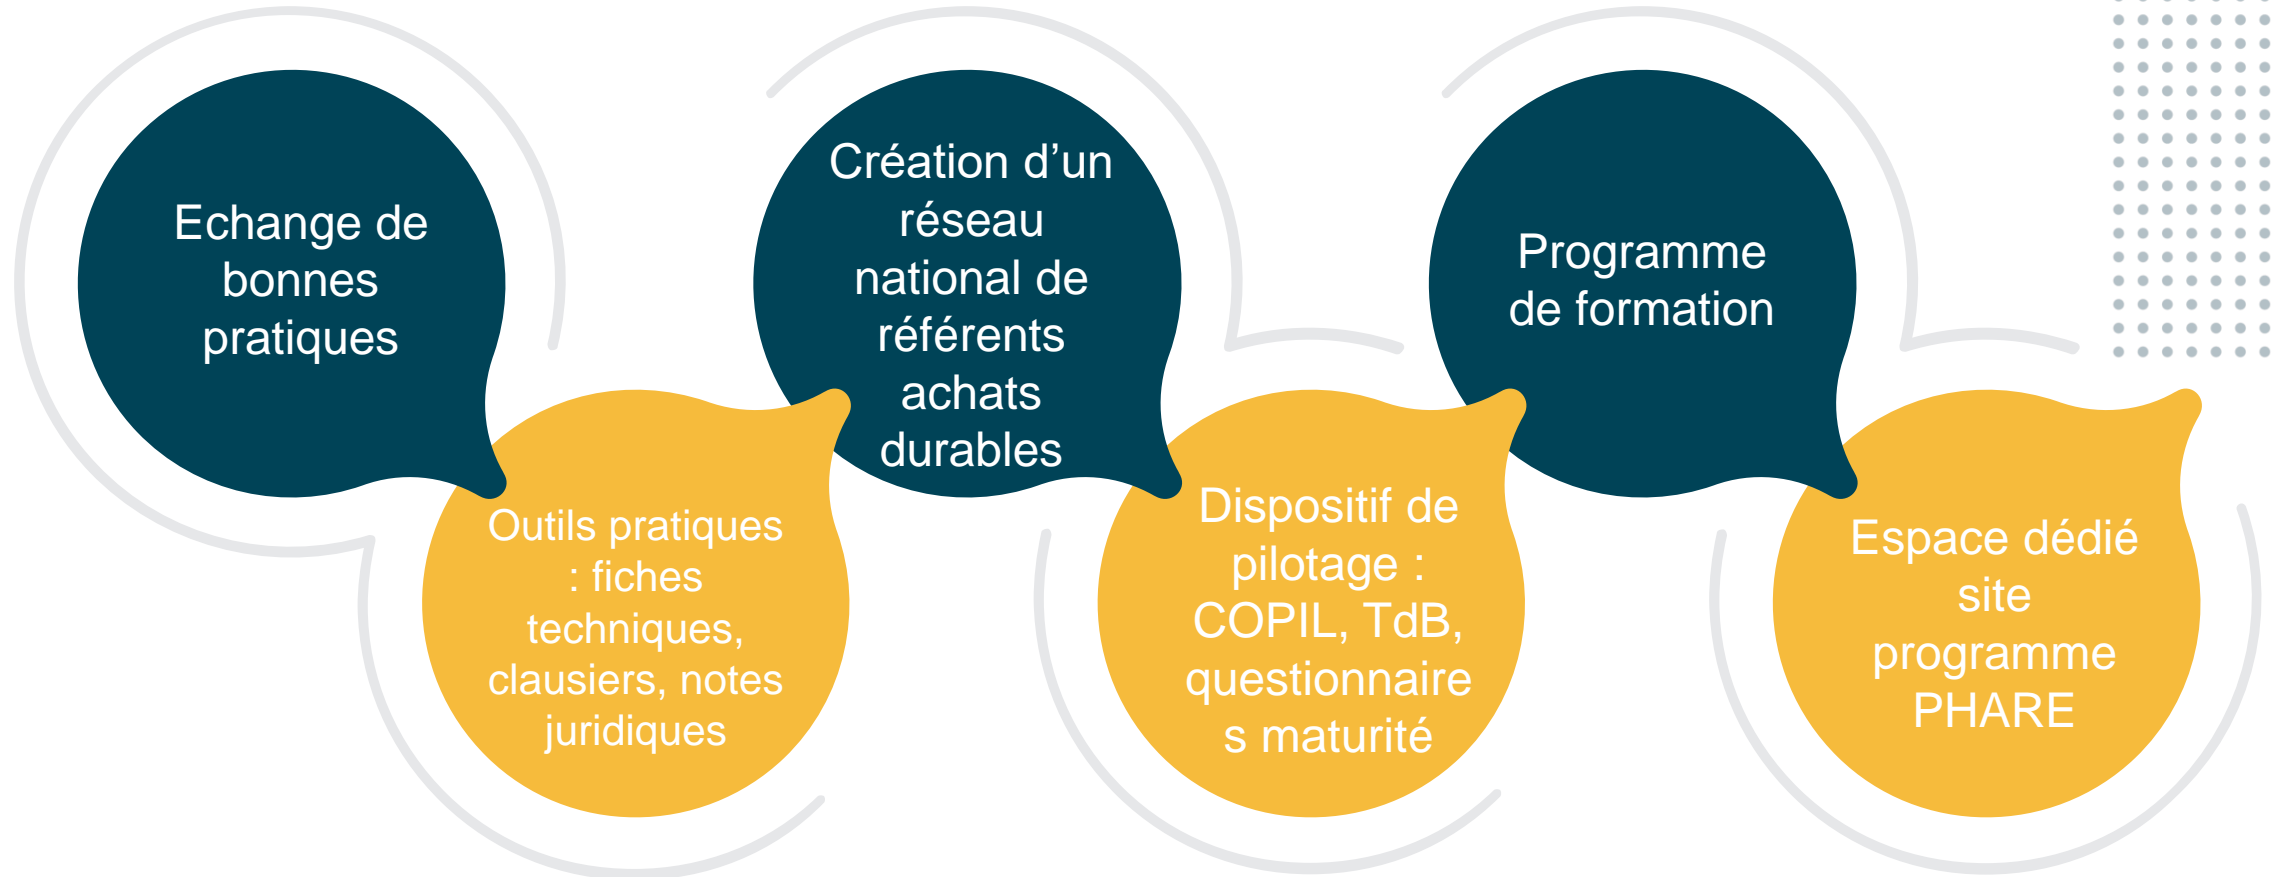 Echange de
bonnes
pratiques
Outils pratiques
: fiches
techniques,
clausiers, notes
juridiques
Création d’un
réseau
national de
référents
achats
durables
Dispositif de
pilotage :
COPIL, TdB,
questionnaire
s maturité
Programme
de formation
Espace dédié
site
programme
PHARE